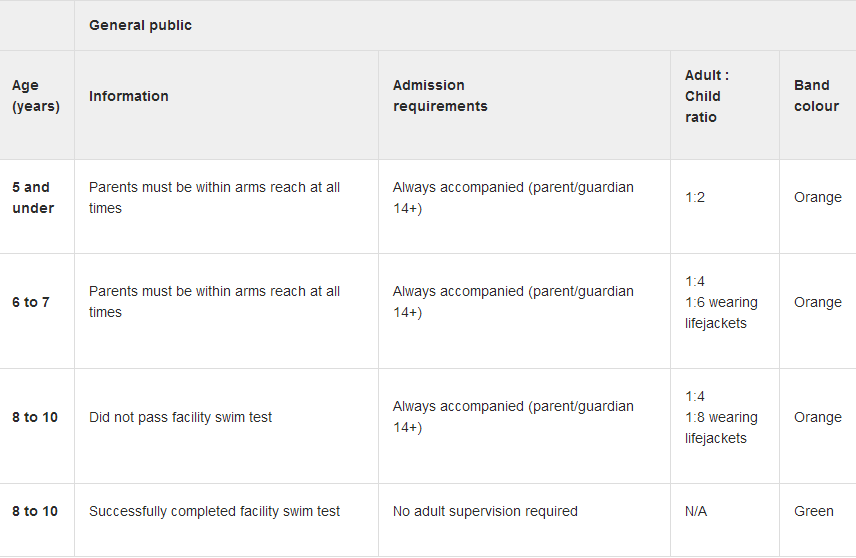 General public
Age
(years)
Information
Admission
requirements
Adult :
Child
ratio
Band
colour
5 and
under
Parents must be within arms reach at all
times
Always accompanied (parent/guardian
14+)
1:2
Orange
6 to 7
Parents must be within arms reach at all
times
Always accompanied (parent/guardian
14+)
1:4
1:6 wearing
lifejackets
Orange
8 to 10
Did not pass facility swim test
Always accompanied (parent/guardian
14+)
1:4
1:8 wearing
lifejackets
Orange
8 to 10
Successfully completed facility swim test
No adult supervision required
N/A
Green